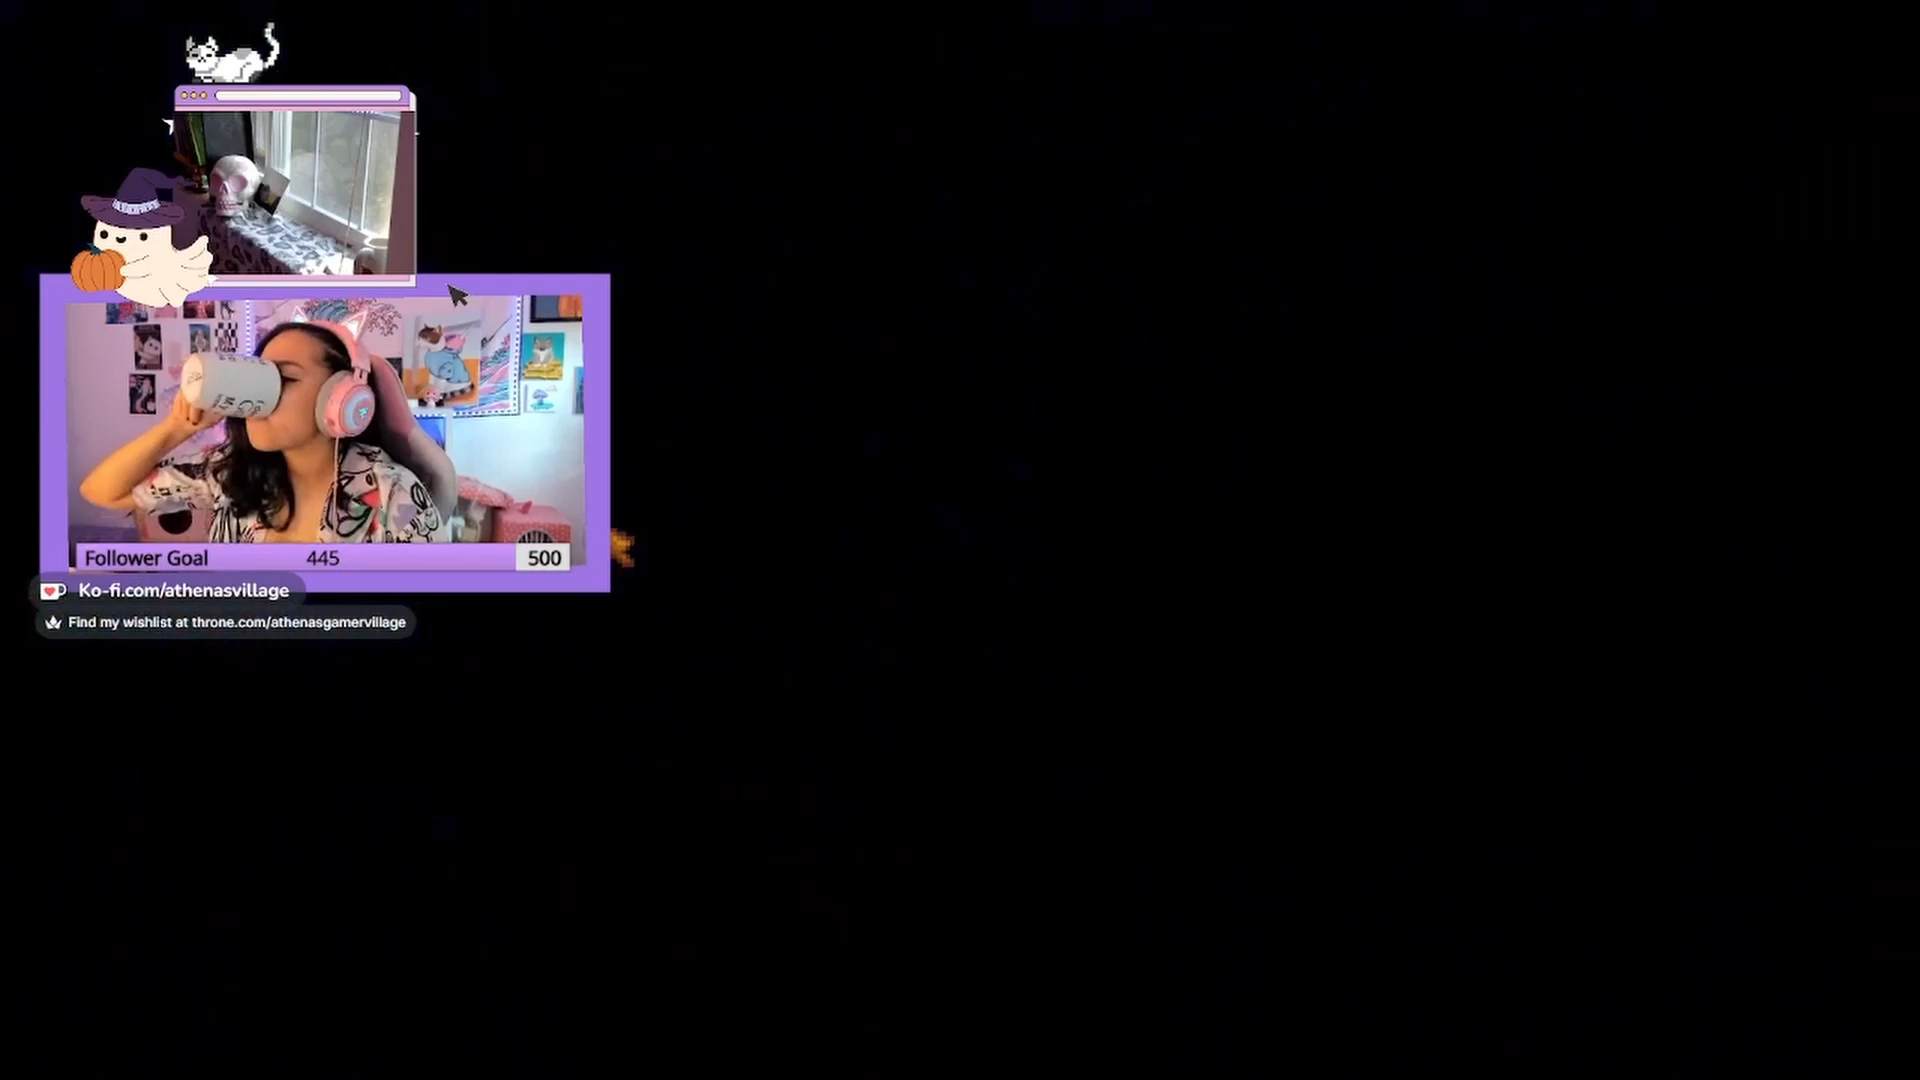 Follower Goal 445 500
Ko-fi.com/athenasvillage
Find my wishlist at throne.com/athenasgamervillage